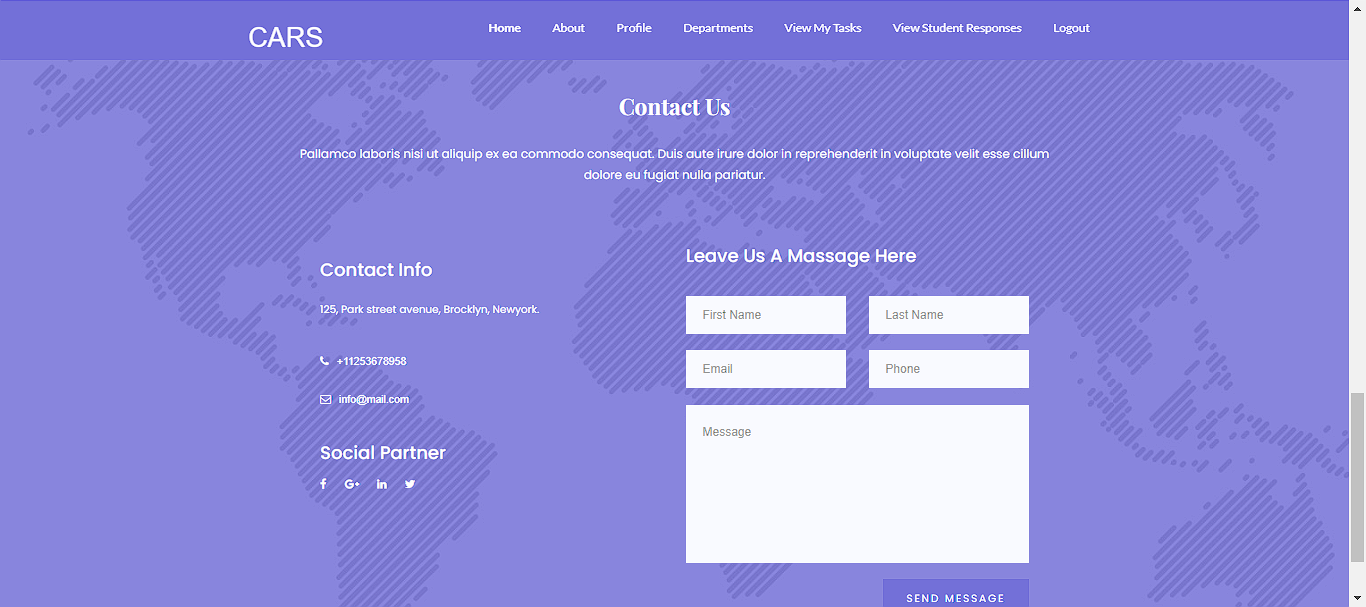 CARS
Home About Profile Departments View My Tasks View Student Responses Logout
Contact Us
Pallamco laboris nisi ut aliquip ex ea commodo consequat. Duis aute irure dolor in reprehenderit in voluptate velit esse cillum
dolore eu fugiat nulla pariatur.
Contact Info
125, Park street avenue, Brocklyn, Newyork.
+11253678958
info@mail.com
Social Partner
Leave Us A Massage Here
First Name Last Name
Email Phone
Message
SEND MESSAGE